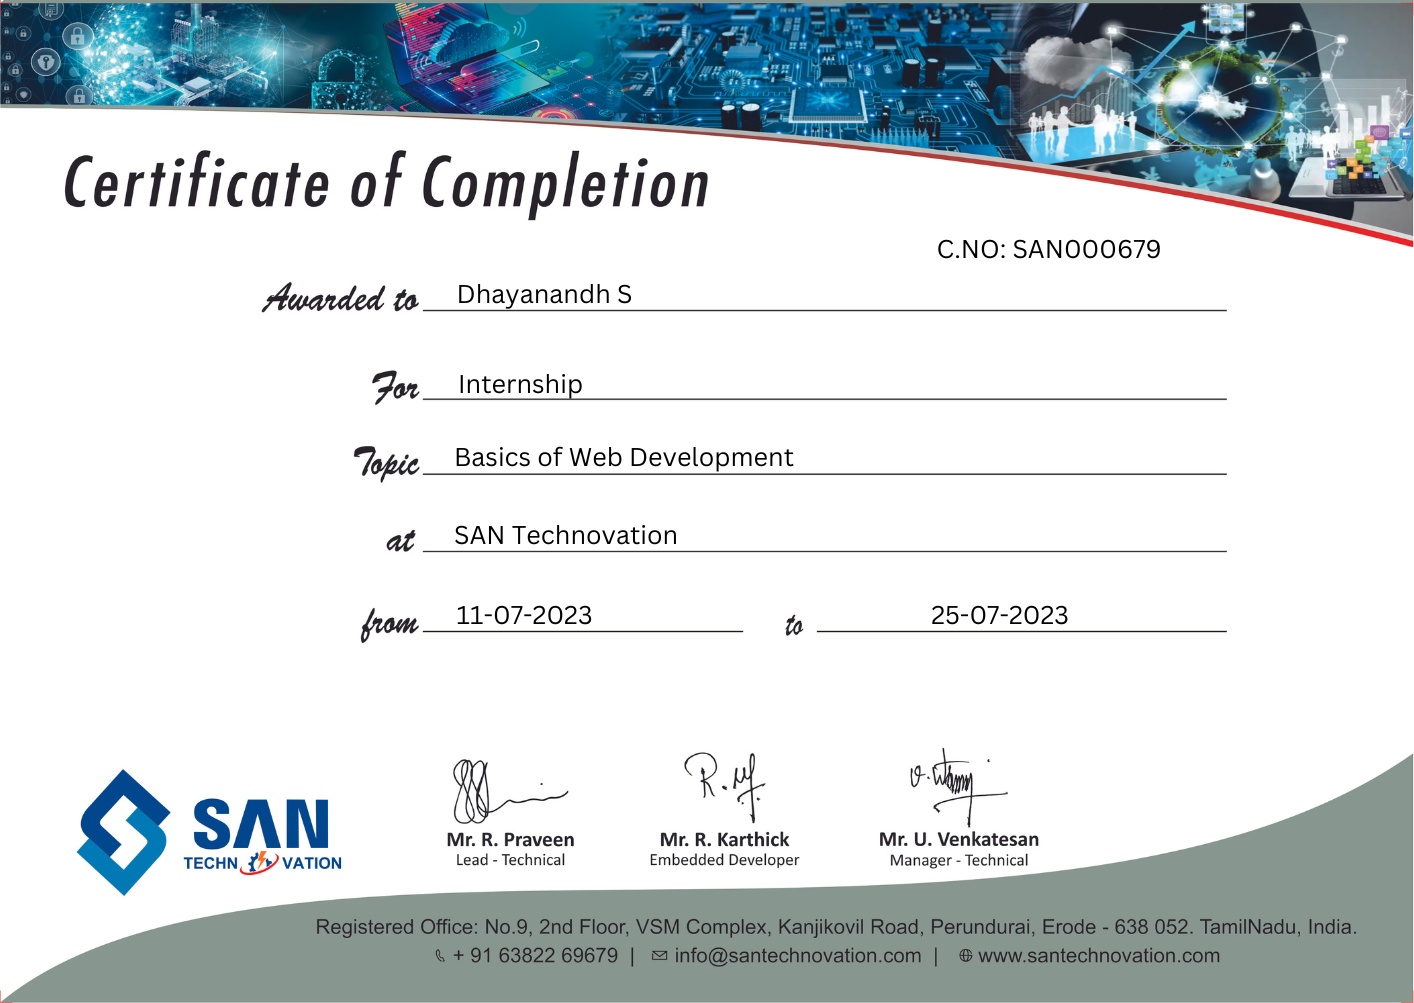 Certificate of Completion
C.NO: SAN000679
Awarded to Dhayanandh S
For Internship
Topic Basics of Web Development
at SAN Technovation
from 11-07-2023 to 25-07-2023
SAN
TECHNOVATION
Mr. R. Praveen
Lead - Technical
R.
Mr. R. Karthick
Embedded Developer
Mr. U. Venkatesan
Manager - Technical
Registered Office: No.9, 2nd Floor, VSM Complex, Kanjikovil Road, Perundurai, Erode - 638 052. TamilNadu, India.
+ 91 63822 69679 | info@santechnovation.com | www.santechnovation.com